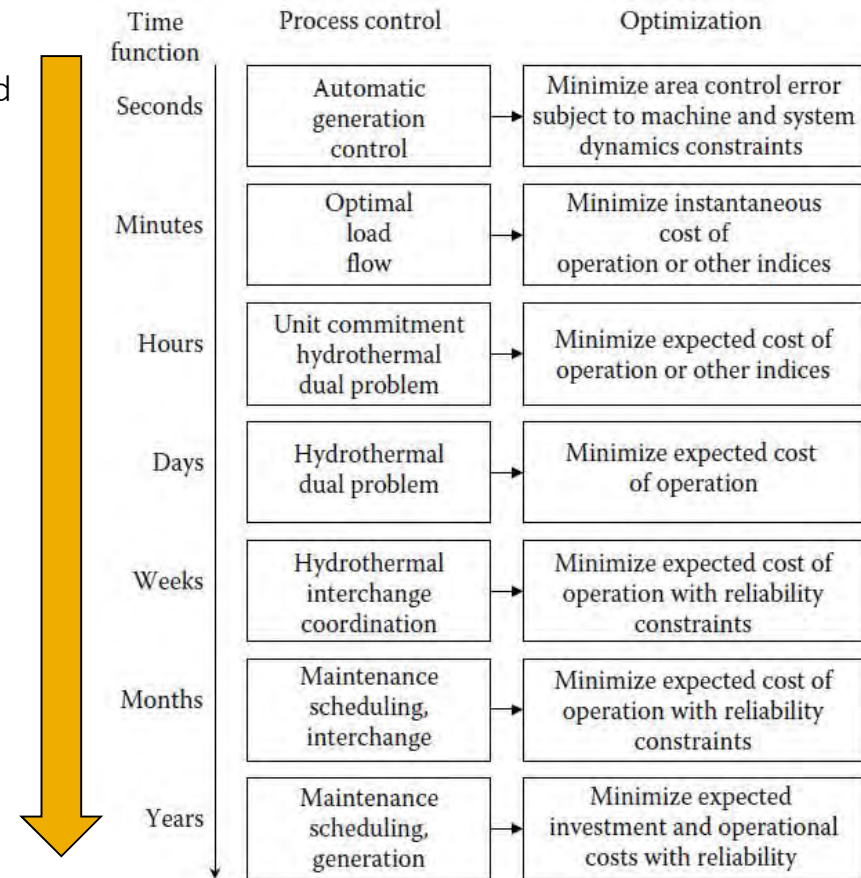 Time
function
Process control
Optimization
Seconds
Automatic
generation
control
Minimize area control error
subject to machine and system
dynamics constraints
Minutes
Optimal
load
flow
Minimize instantaneous
cost of
operation or other indices
Hours
Unit commitment
hydrothermal
dual problem
Minimize expected cost of
operation or other indices
Days
Hydrothermal
dual problem
Minimize expected cost
of operation
Weeks
Hydrothermal
interchange
coordination
Minimize expected cost of
operation with reliability
constraints
Months
Maintenance
scheduling,
interchange
Minimize expected cost of
operation with reliability
constraints
Years
Maintenance
scheduling,
generation
Minimize expected
investment and operational
costs with reliability